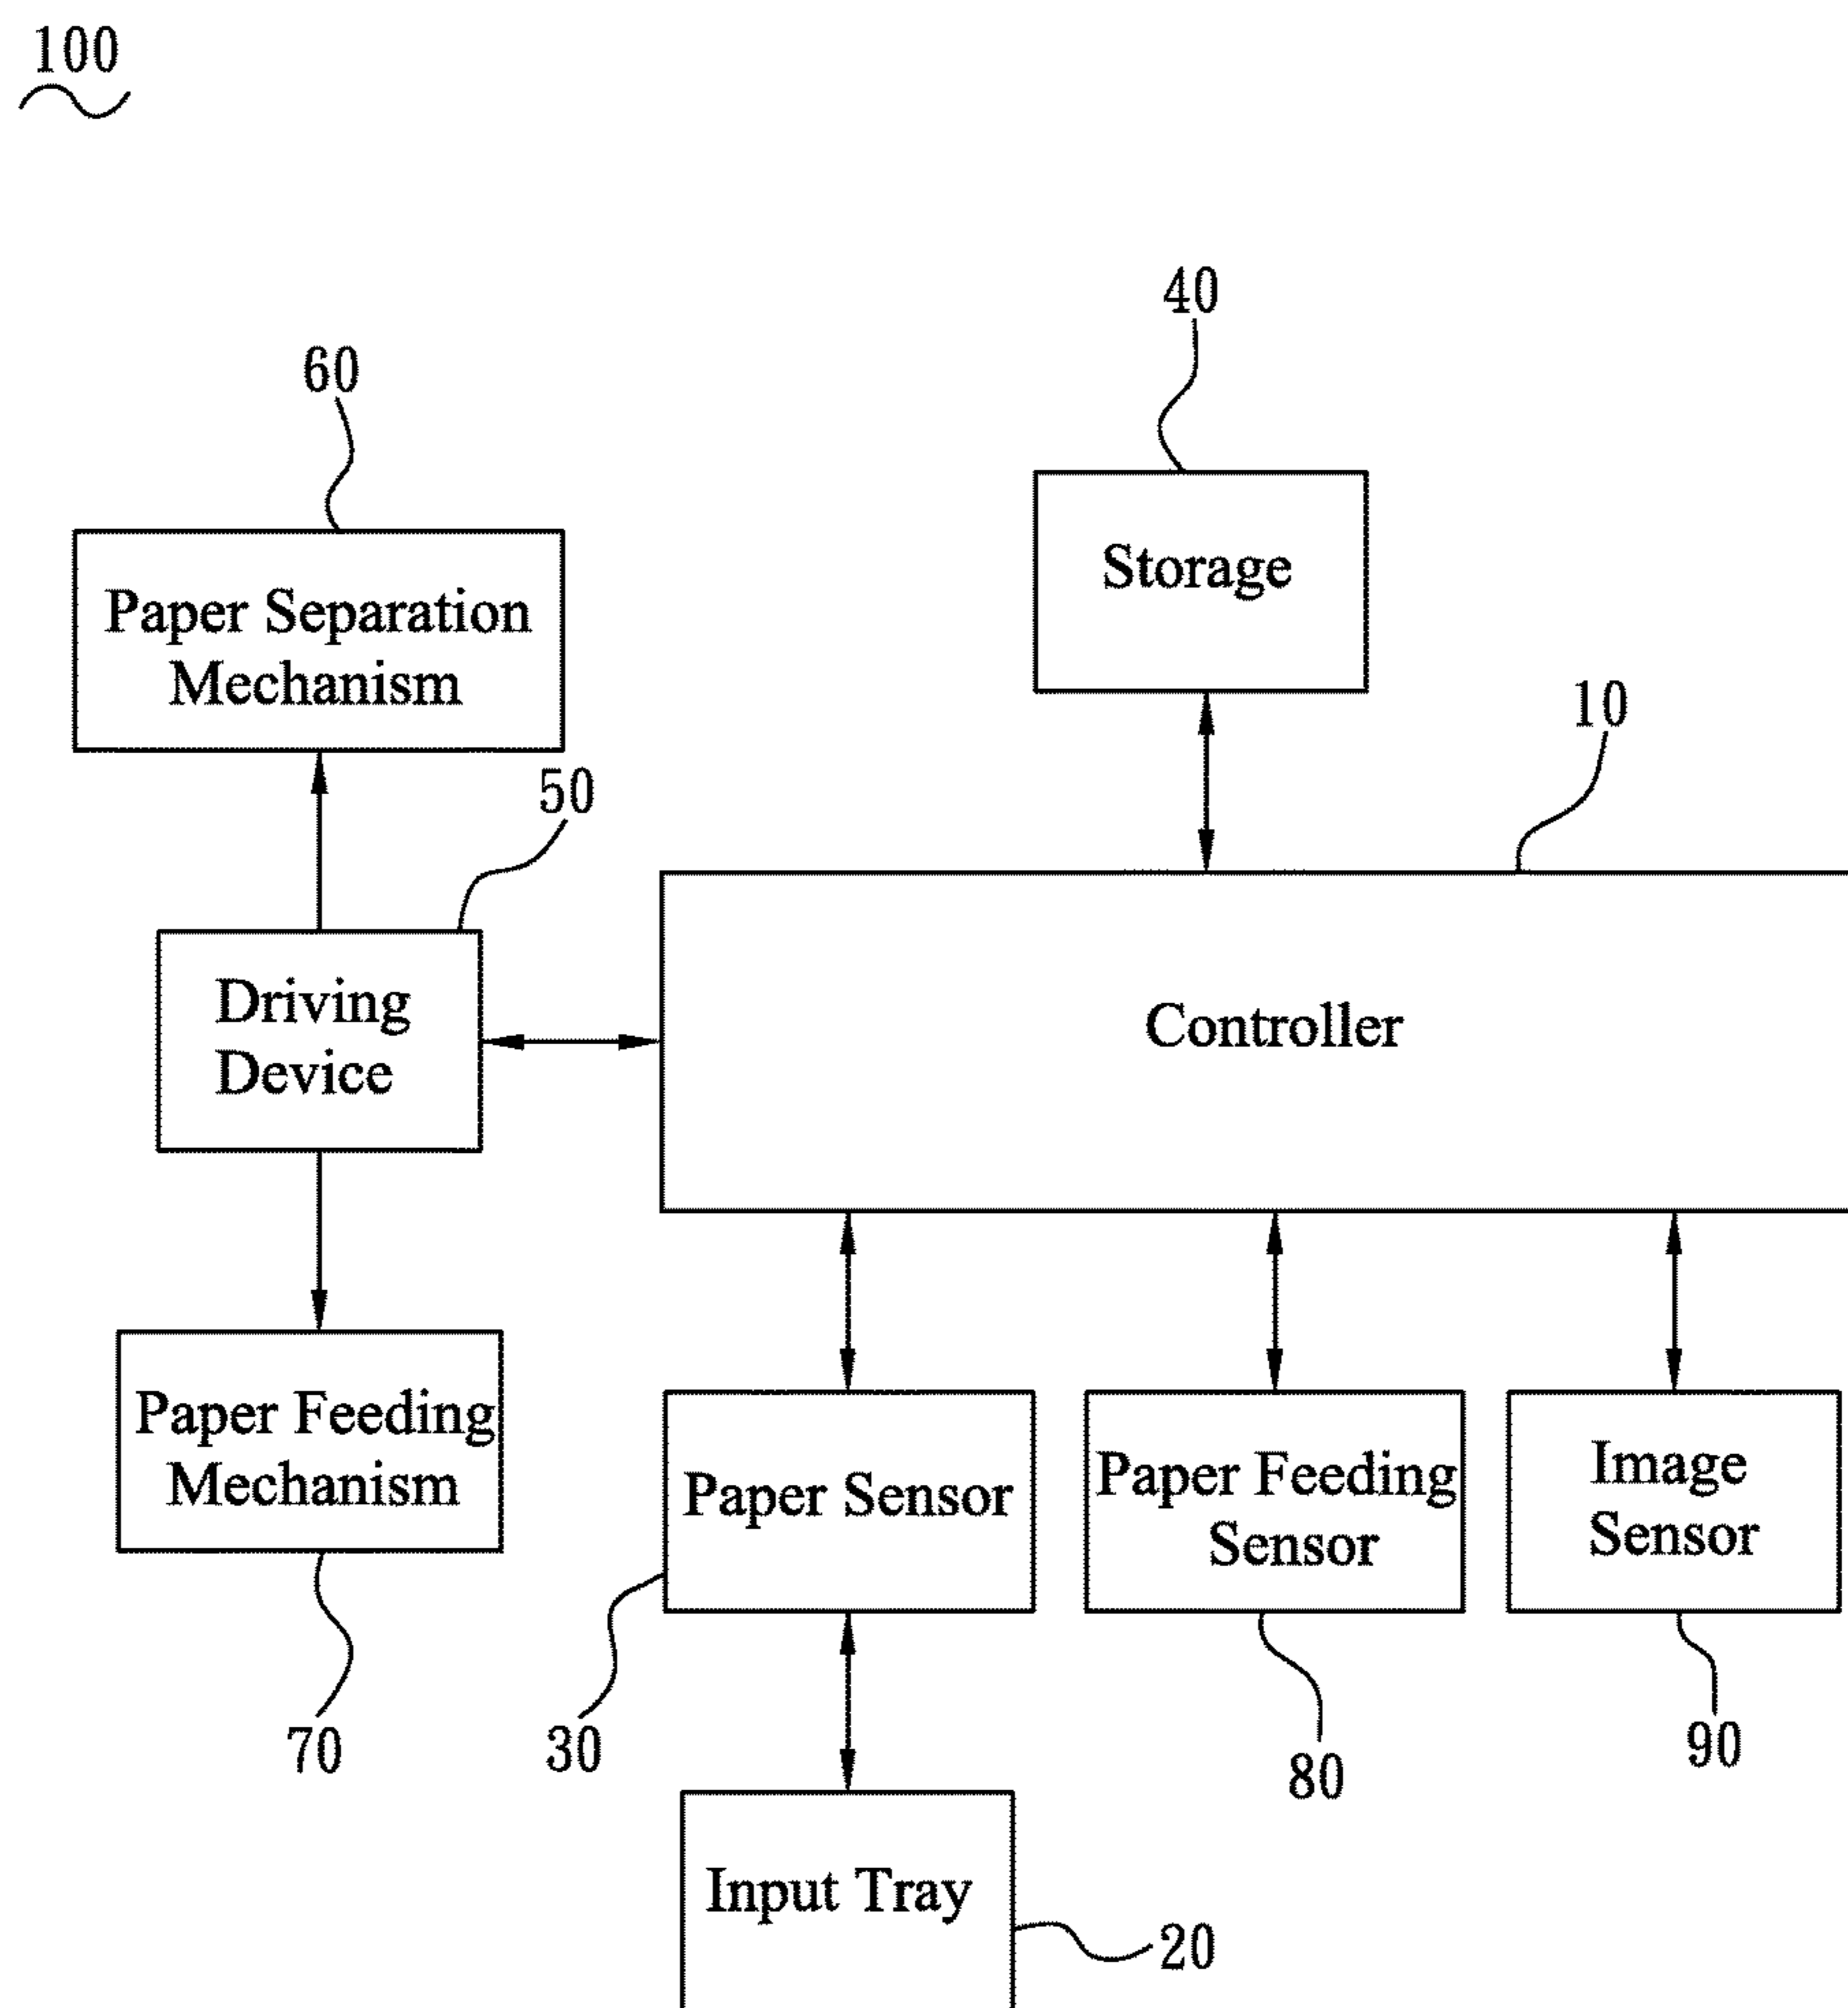 100
40
60
Storage
Paper Separation
Mechanism
10
50
Driving
Device
Controller
Paper Feeding
Mechanism
Paper Sensor
Paper Feeding
Sensor
Image
Sensor
70
30
80
90
Input Tray
20